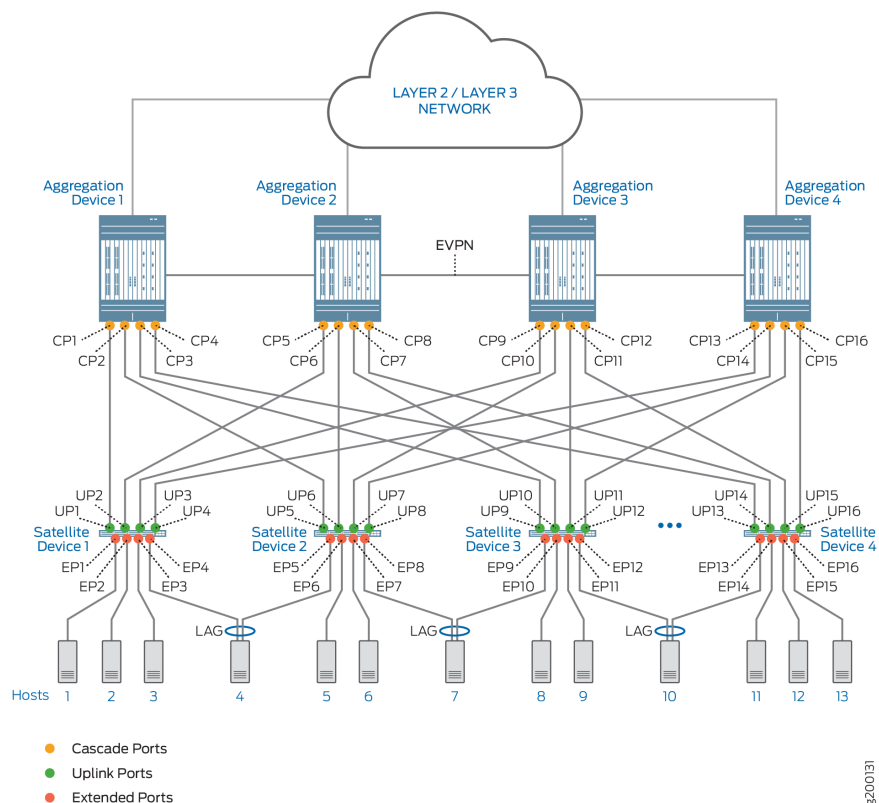 LAYER 2 / LAYER 3
NETWORK
Aggregation
Device 1
Aggregation
Device 2
Aggregation
Device 3
Aggregation
Device 4
EVPN
CP1
CP2
CP3
CP4
CP5
CP6
CP7
CP8
CP9
CP10
CP11
CP12
CP13
CP14
CP15
CP16
UP1
UP2
UP3
UP4
UP5
UP6
UP7
UP8
UP9
UP10
UP11
UP12
UP13
UP14
UP15
UP16
Satellite
Device 1
Satellite
Device 2
Satellite
Device 3
Satellite
Device 4
EP1
EP2
EP3
EP4
EP5
EP6
EP7
EP8
EP9
EP10
EP11
EP12
EP13
EP14
EP15
EP16
LAG
LAG
LAG
Hosts 1 2 3 4 5 6 7 8 9 10 11 12 13
Cascade Ports
Uplink Ports
Extended Ports
g200131